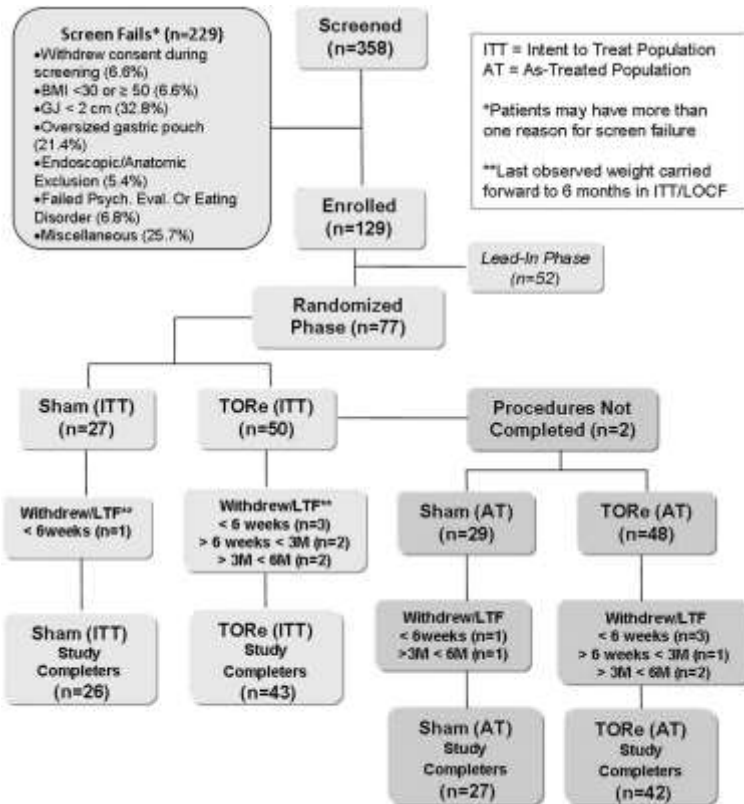 Screen Fails* (n=229)
•Withdrew consent during
screening (6.6%)
•BMI <30 or ≥ 50 (6.6%)
•GJ < 2 cm (32.8%)
•Oversized gastric pouch
(21.4%)
•Endoscopic/Anatomic
Exclusion (5.4%)
•Failed Psych. Eval. Or Eating
Disorder (6.8%)
•Miscellaneous (25.7%)
Screened
(n=358)
ITT = Intent to Treat Population
AT = As-Treated Population
*Patients may have more than
one reason for screen failure
**Last observed weight carried
forward to 6 months in ITT/LOCF
Enrolled
(n=129)
Lead-In Phase
(n=52)
Randomized
Phase (n=77)
Sham (ITT)
(n=27)
TORe (ITT)
(n=50)
Procedures Not
Completed (n=2)
Withdrew/LTF**
< 6weeks (n=1)
Withdrew/LTF**
< 6 weeks (n=3)
> 6 weeks < 3M (n=2)
> 3M < 6M (n=2)
Sham (AT)
(n=29)
TORe (AT)
(n=48)
Sham (ITT)
Study
Completers
(n=26)
TORe (ITT)
Study
Completers
(n=43)
Withdrew/LTF
< 6weeks (n=1)
>3M < 6M (n=1)
Withdrew/LTF
< 6 weeks (n=3)
> 6 weeks < 3M (n=1)
> 3M < 6M (n=2)
Sham (AT)
Study
Completers
(n=27)
TORe (AT)
Study
Completers
(n=42)